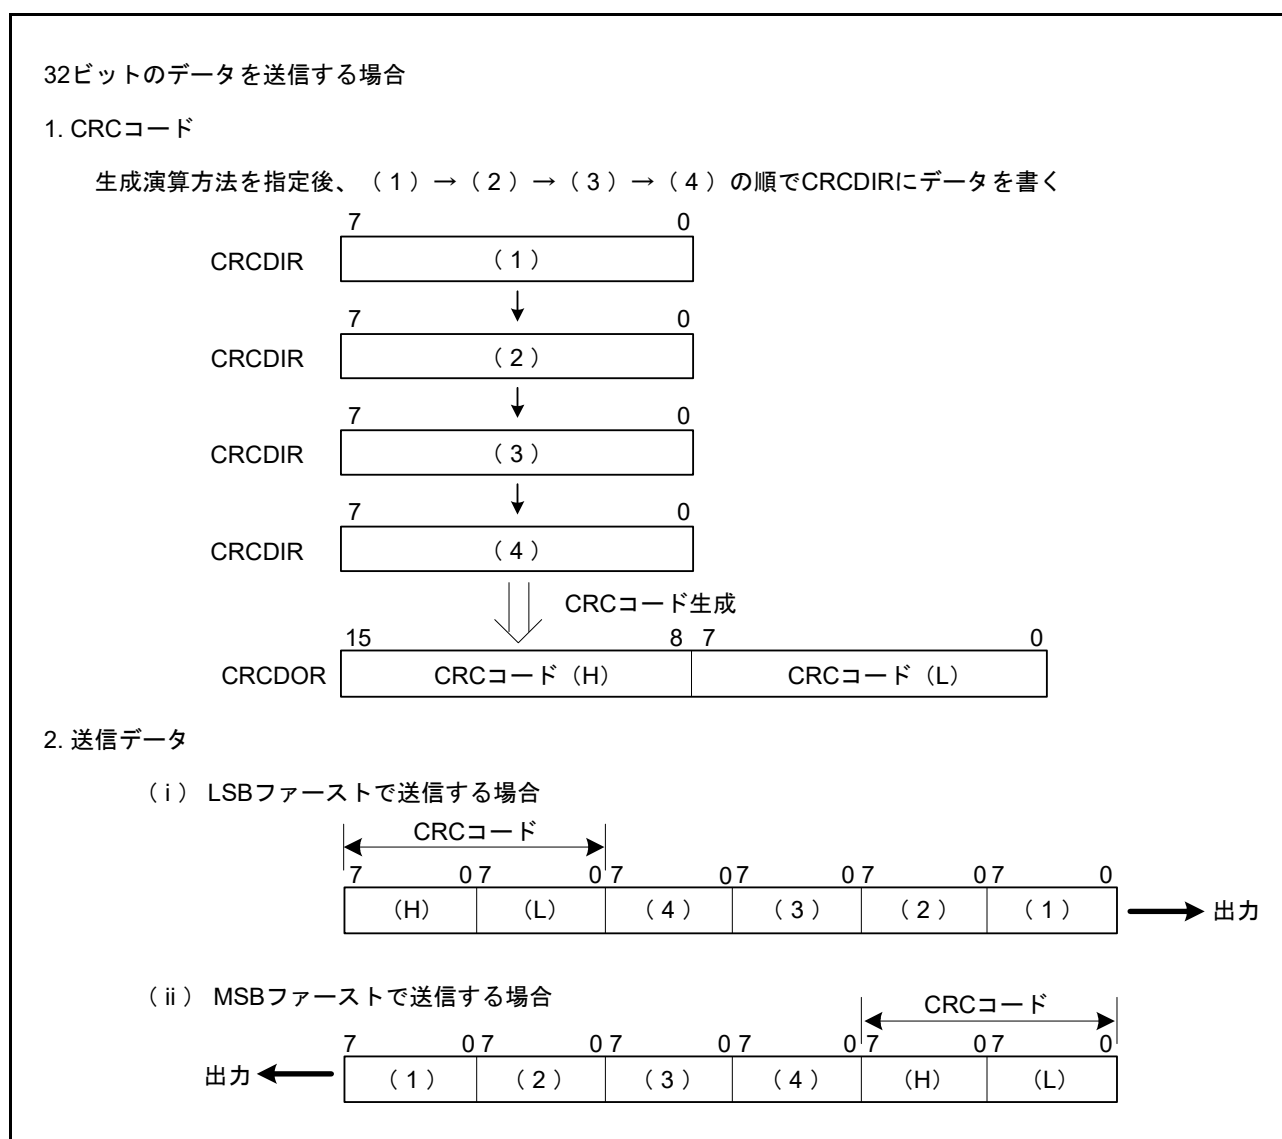 32ビットのデータを送信する場合
1. CRCコード
生成演算方法を指定後、（1）→（2）→（3）→（4）の順でCRCDIRにデータを書く
7 0
CRCDIR （1）
7 0
CRCDIR （2）
7 0
CRCDIR （3）
7 0
CRCDIR （4）
CRCコード生成
15 8 7 0
CRCDOR CRCコード（H） CRCコード（L）
2. 送信データ
（i） LSBファーストで送信する場合
CRCコード
7 0 7 0 7 0 7 0 7 0 7 0
（H） （L） （4） （3） （2） （1） 出力
（ii） MSBファーストで送信する場合
CRCコード
7 0 7 0 7 0 7 0 7 0 7 0
出力 （1） （2） （3） （4） （H） （L）